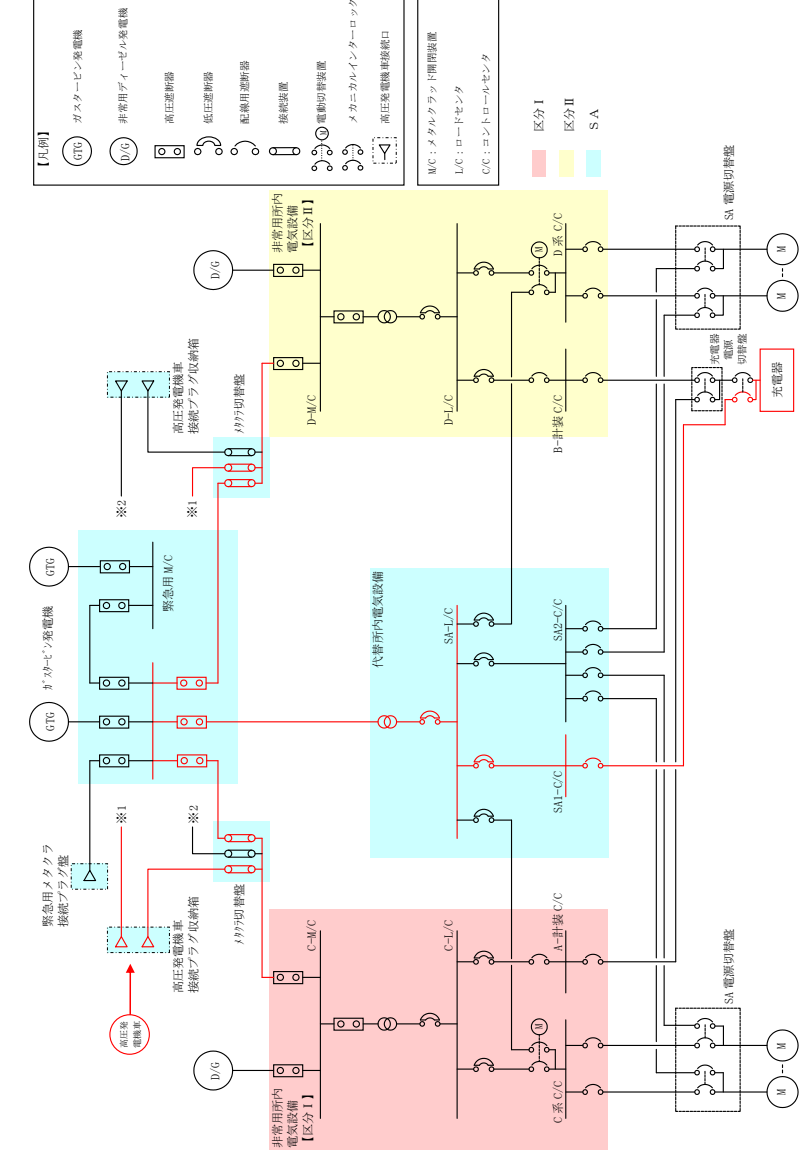 【凡例】
GTG
ガスタービン発電機
D/G
非常用ディーゼル発電機
高圧遮断器
低圧遮断器
配線用遮断器
接続装置
M
電動切替装置
メカニカルインターロック
高圧発電機車接続口
M/C：メタルクラッド開閉装置
L/C：ロードセンタ
C/C：コントロールセンタ
区分Ⅰ
区分Ⅱ
ＳＡ
緊急用メタクラ
接続プラグ盤
GTG
ｶﾞｽﾀｰﾋﾞﾝ発電機
GTG
緊急用 M/C
高圧発
電機車
※1
高圧発電機車
接続プラグ収納箱
※2
ﾒﾀｸﾗ切替盤
※2
高圧発電機車
接続プラグ収納箱
※1
ﾒﾀｸﾗ切替盤
D/G
非常用所内
電気設備
【区分Ⅰ】
C-M/C
C-L/C
M
C 系 C/C
A-計装 C/C
代替所内電気設備
SA-L/C
SA1-C/C
SA2-C/C
D/G
非常用所内
電気設備
【区分Ⅱ】
D-M/C
D-L/C
M
B-計装 C/C
D 系 C/C
SA 電源切替盤
M
M
充電器
電源
切替盤
充電器
SA 電源切替盤
M
M